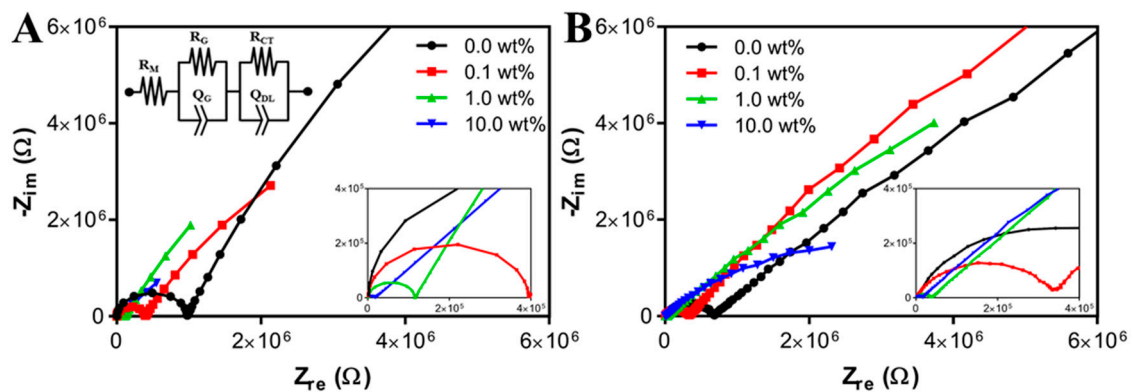 A
B
R_G
R_CT
R_M
Q_G
Q_DL
0.0 wt%
0.1 wt%
1.0 wt%
10.0 wt%
0.0 wt%
0.1 wt%
1.0 wt%
10.0 wt%
-Z_im (Ω)
6×10⁶
4×10⁶
2×10⁶
0
0
2×10⁶
4×10⁶
6×10⁶
Z_re (Ω)
4×10⁵
2×10⁵
0
0
2×10⁵
4×10⁵
-Z_im (Ω)
6×10⁶
4×10⁶
2×10⁶
0
0
2×10⁶
4×10⁶
6×10⁶
Z_re (Ω)
4×10⁵
2×10⁵
0
0
2×10⁵
4×10⁵